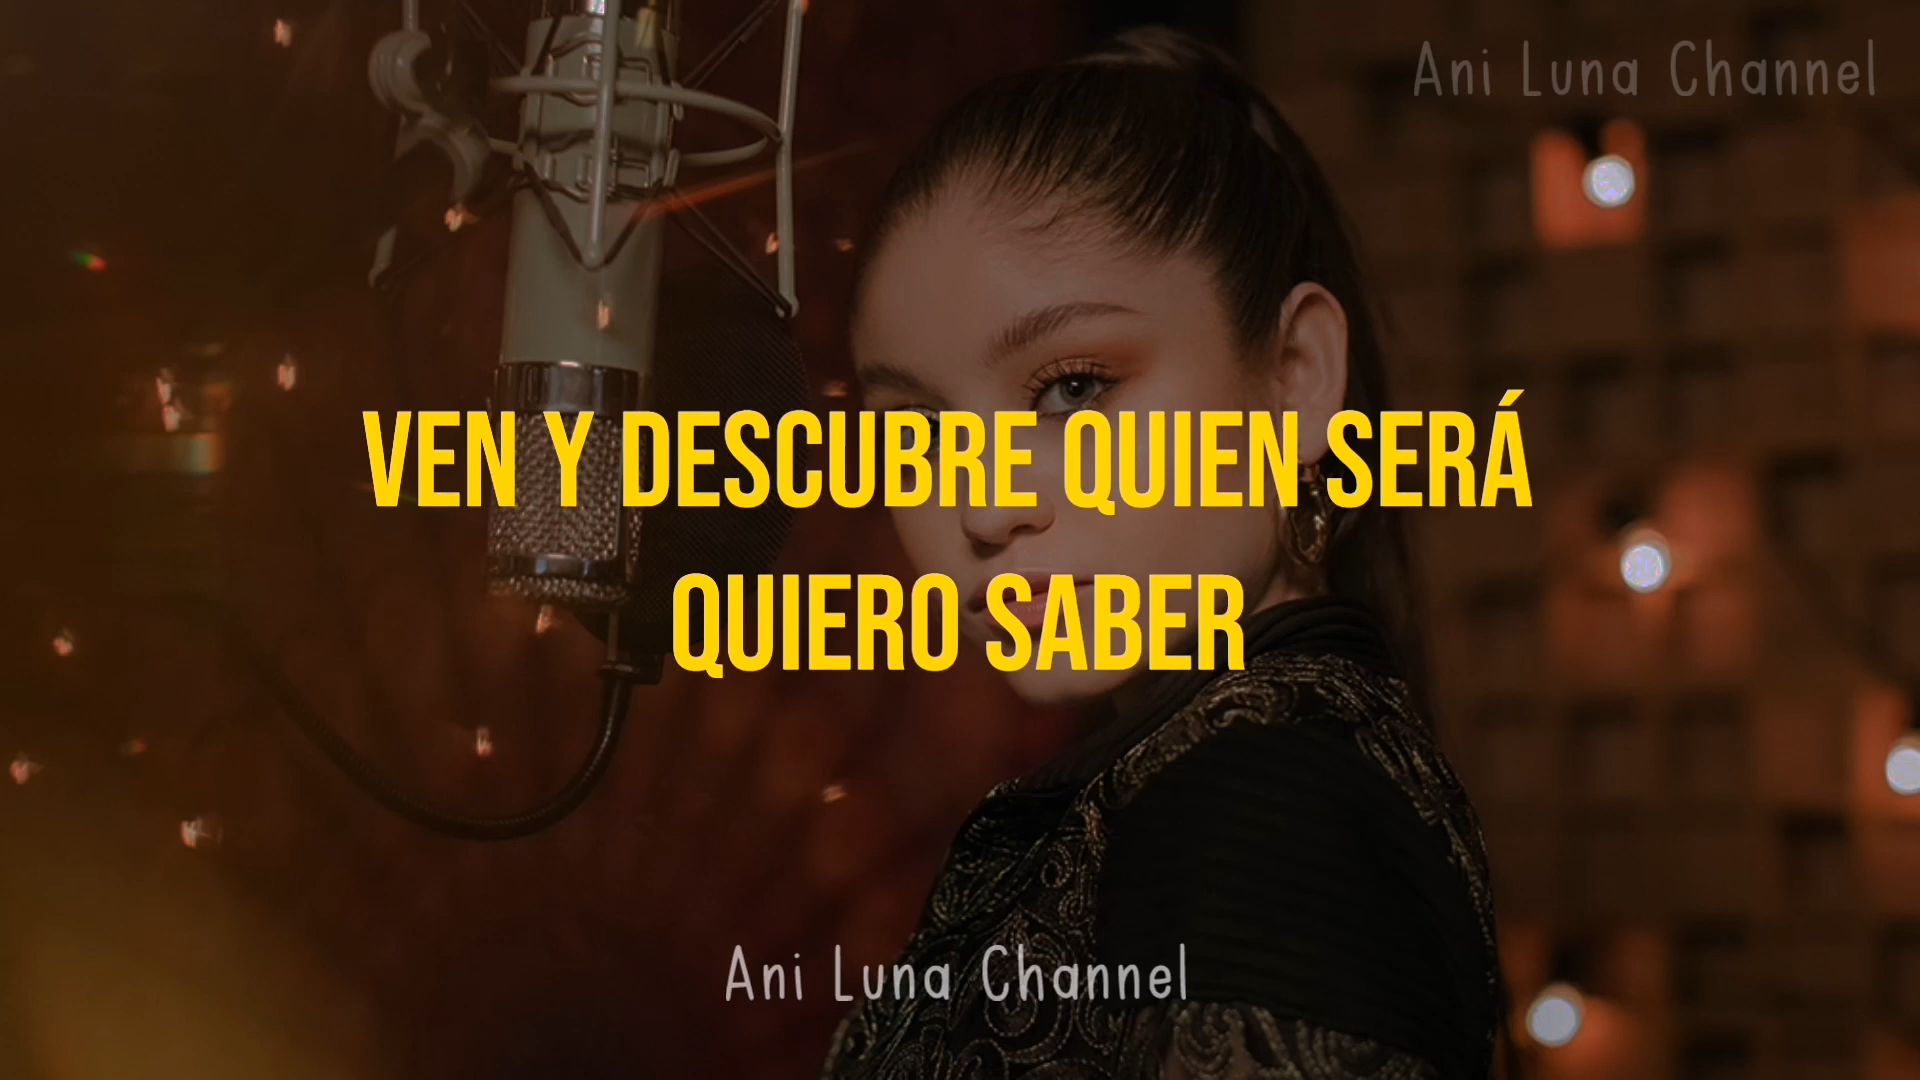 Ani Luna Channel
VEN Y DESCUBRE QUIEN SERÁ
QUIERO SABER
Ani Luna Channel